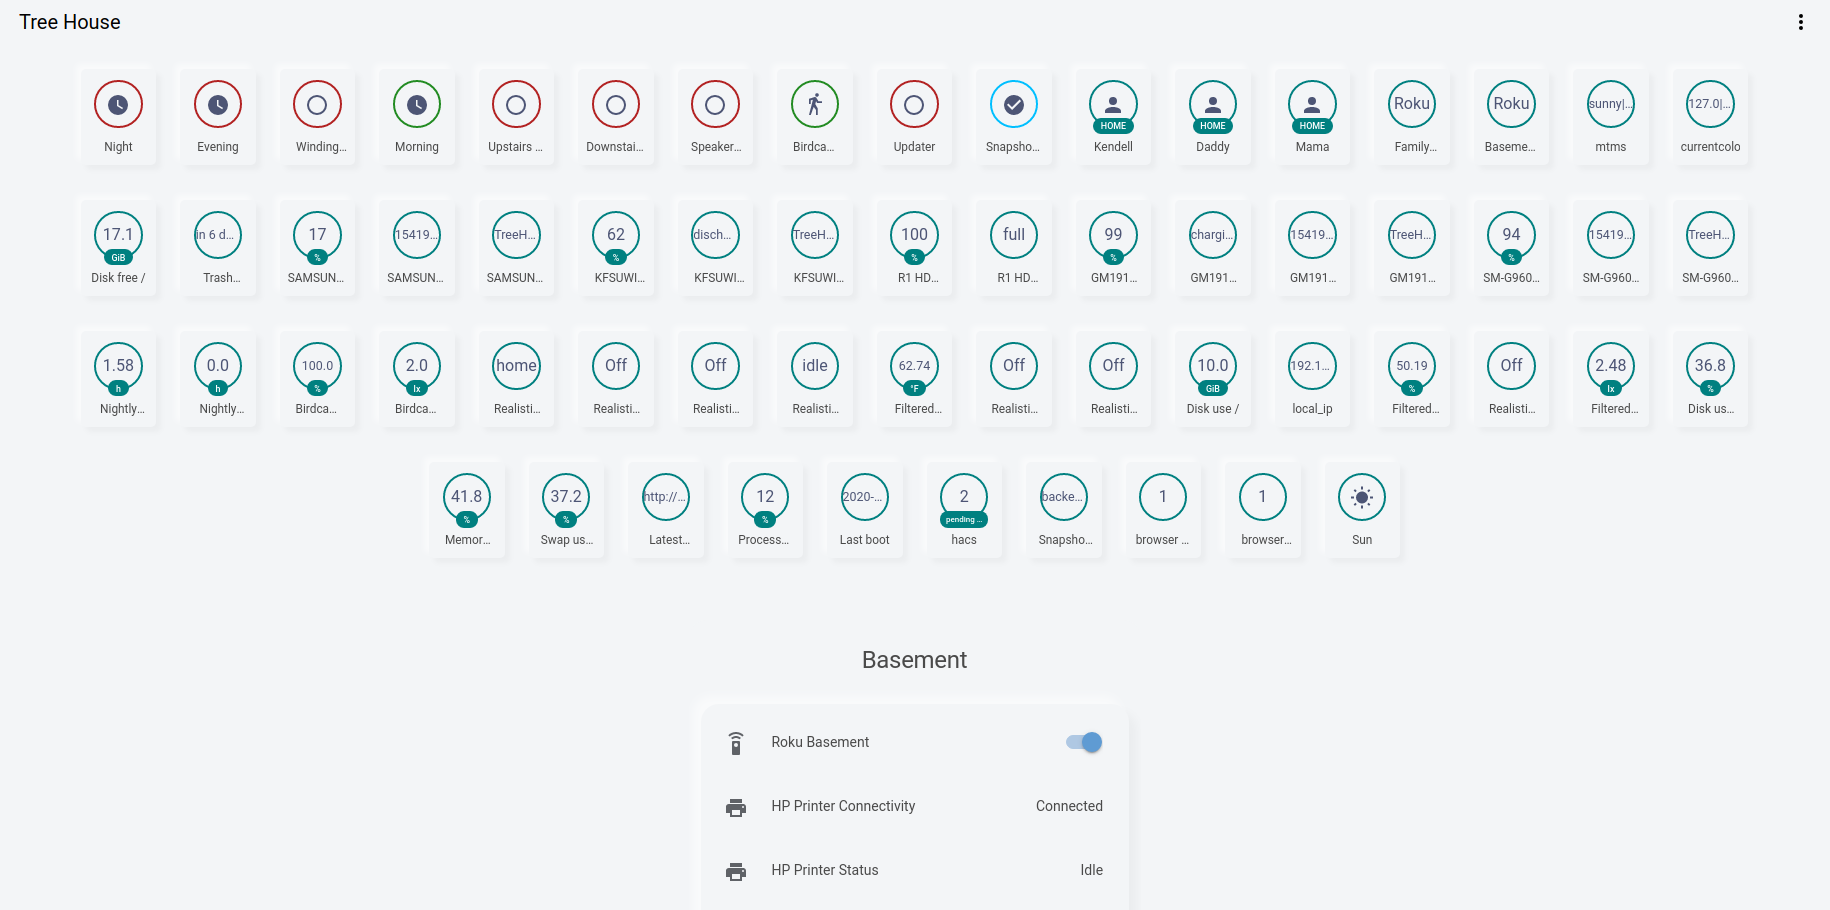 Tree House
Night Evening Winding... Morning Upstairs ... Downstai... Speaker... Birdca... Updater Snapsho... HOME Kendell HOME Daddy HOME Mama Roku Family... Roku Baseme... sunny|... mtms 127.0|... currentcolo
17.1 GiB Disk free / in 6 d... Trash... 17 % SAMSUN... 15419... SAMSUN... TreeH... SAMSUN... 62 % KFSUWI... disch... KFSUWI... TreeH... KFSUWI... 100 % R1 HD... full R1 HD... 99 % GM191... chargi... GM191... 15419... GM191... TreeH... GM191... 94 % SM-G960... 15419... SM-G960... TreeH... SM-G960...
1.58 h Nightly... 0.0 h Nightly... 100.0 % Birdca... 2.0 lx Birdca... home Realisti... Off Realisti... Off Realisti... idle Realisti... 62.74 °F Filtered... Off Realisti... Off Realisti... 10.0 GiB Disk use / 192.1... local_ip 50.19 % Filtered... Off Realisti... 2.48 lx Filtered... 36.8 % Disk us...
41.8 % Memor... 37.2 % Swap us... http://... Latest... 12 % Process... 2020-... Last boot 2 pending ... hacs backe... Snapsho... 1 browser ... 1 browser... Sun
Basement
Roku Basement
HP Printer Connectivity Connected
HP Printer Status Idle